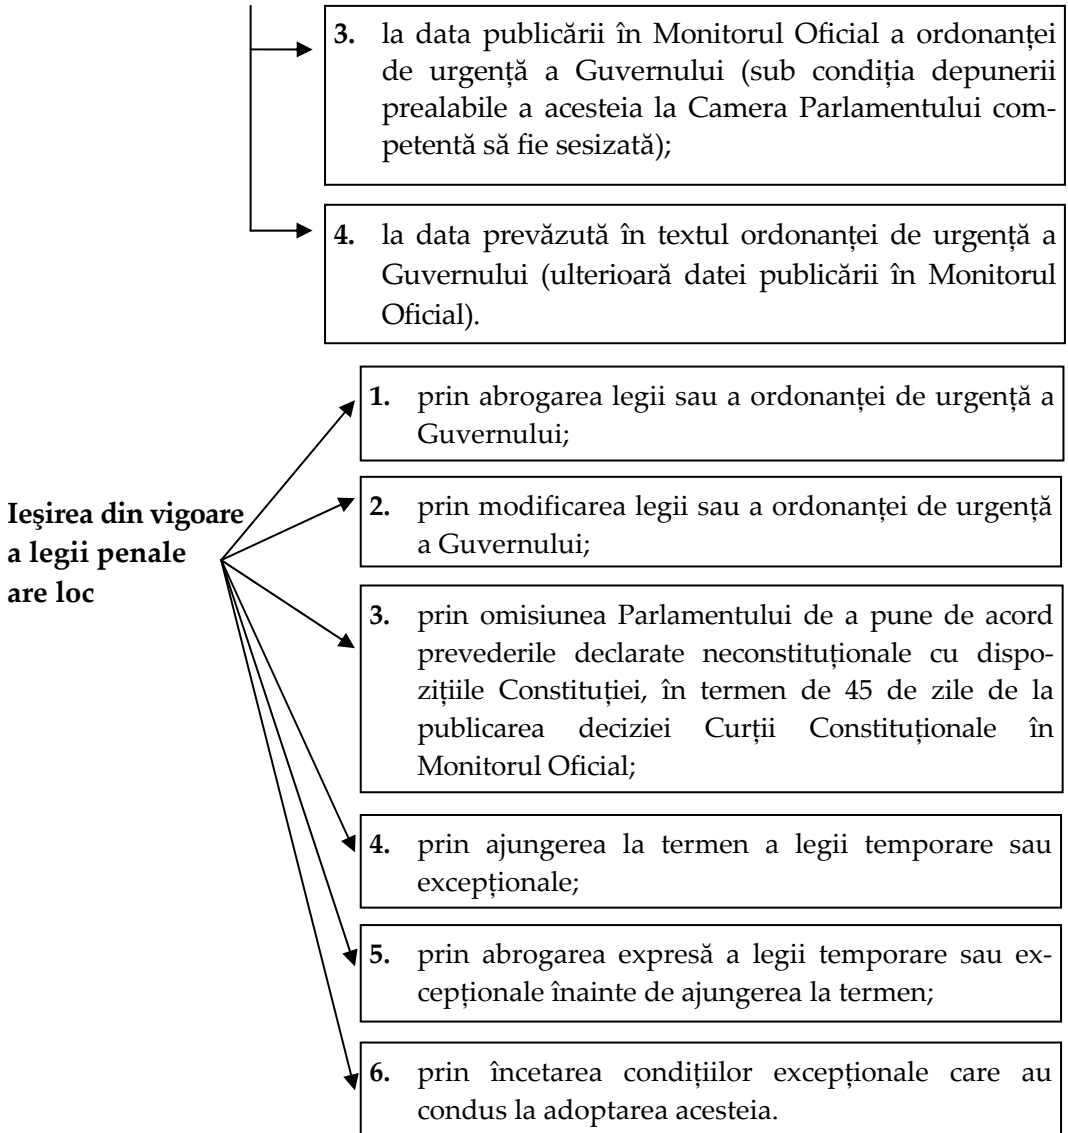 3. la data publicării în Monitorul Oficial a ordonanței
de urgență a Guvernului (sub condiția depunerii
prealabile a acesteia la Camera Parlamentului com-
petentă să fie sesizată);
4. la data prevăzută în textul ordonanței de urgență a
Guvernului (ulterioară datei publicării în Monitorul
Oficial).
Ieşirea din vigoare
a legii penale
are loc
1. prin abrogarea legii sau a ordonanței de urgență a
Guvernului;
2. prin modificarea legii sau a ordonanței de urgență
a Guvernului;
3. prin omisiunea Parlamentului de a pune de acord
prevederile declarate neconstituționale cu dispo-
zițiile Constituției, în termen de 45 de zile de la
publicarea deciziei Curții Constituționale în
Monitorul Oficial;
4. prin ajungerea la termen a legii temporare sau
excepționale;
5. prin abrogarea expresă a legii temporare sau ex-
cepționale înainte de ajungerea la termen;
6. prin încetarea condițiilor excepționale care au
condus la adoptarea acesteia.